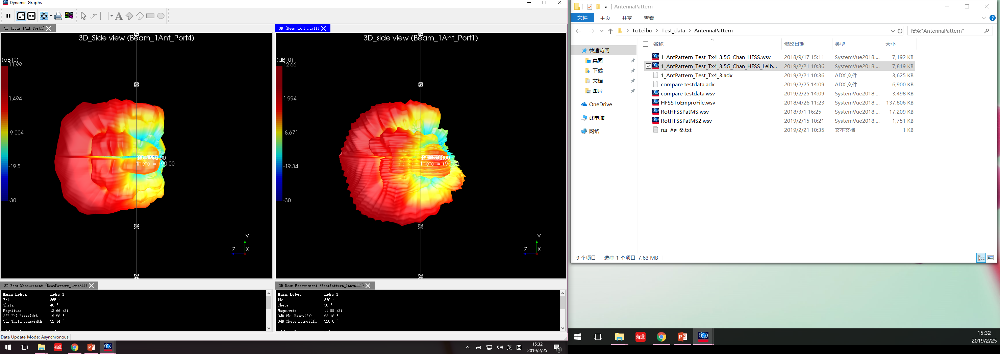 Dynamic Graphs
3D (Beam_1Ant_Port4)
3D (Beam_1Ant_Port1)
3D_Side view (Beam_1Ant_Port4)
(dB10)
11.99
1.494
-9.004
-19.5
-30
theta = +90.00
Y
Z
X
3D_side view (Beam_1Ant_Port1)
(dB10)
12.66
1.994
-8.671
-19.34
-30
theta = +90.00
Y
Z
X
3D Beam Measurement (BeamPattern_1AntAll)
Main Lobes Lobe 1
Phi 265 °
Theta 40 °
Magnitude 12.66 dBi
3dB Phi Beamwidth 19.58 °
3dB Theta Beamwidth 32.14 °
3D Beam Measurement (BeamPattern_1AntAll1)
Main Lobes Lobe 1
Phi 270 °
Theta 30 °
Magnitude 11.99 dBi
3dB Phi Beamwidth 23.18 °
3dB Theta Beamwidth 325.8 °
Data Update Mode: Asynchronous
有道
英
M
15:32
2019/2/25
1
AntennaPattern
文件 主页 共享 查看
ToLeibo Test_data AntennaPattern
搜索"AntennaPattern"
快速访问
桌面
下载
文档
图片
OneDrive
此电脑
网络
名称 修改日期 类型 大小
1_AntPattern_Test_Tx4_3.5G_Chan_HFSS.wsv 2018/9/17 15:11 SystemVue2018.... 7,192 KB
1_AntPattern_Test_Tx4_3.5G_Chan_HFSS_Leib... 2019/2/21 10:36 SystemVue2018.... 7,819 KB
1_AntPattern_Test_Tx4_3.adx 2019/2/21 10:36 ADX 文件 3,625 KB
compare testdata.adx 2019/2/25 14:09 ADX 文件 6,900 KB
compare testdata.wsv 2019/2/25 14:09 SystemVue2018.... 3,498 KB
HFSSToEmproFile.wsv 2018/4/26 11:23 SystemVue2018.... 137,806 KB
RotHFSSPatMS.wsv 2018/3/1 16:25 SystemVue2018.... 17,209 KB
RotHFSSPatMS2.wsv 2019/2/15 10:21 SystemVue2018.... 1,751 KB
гш_☭≠_☢.txt 2019/2/21 10:35 文本文档 1 KB
9 个项目 选中 1 个项目 7.63 MB
有道
15:32
2019/2/25